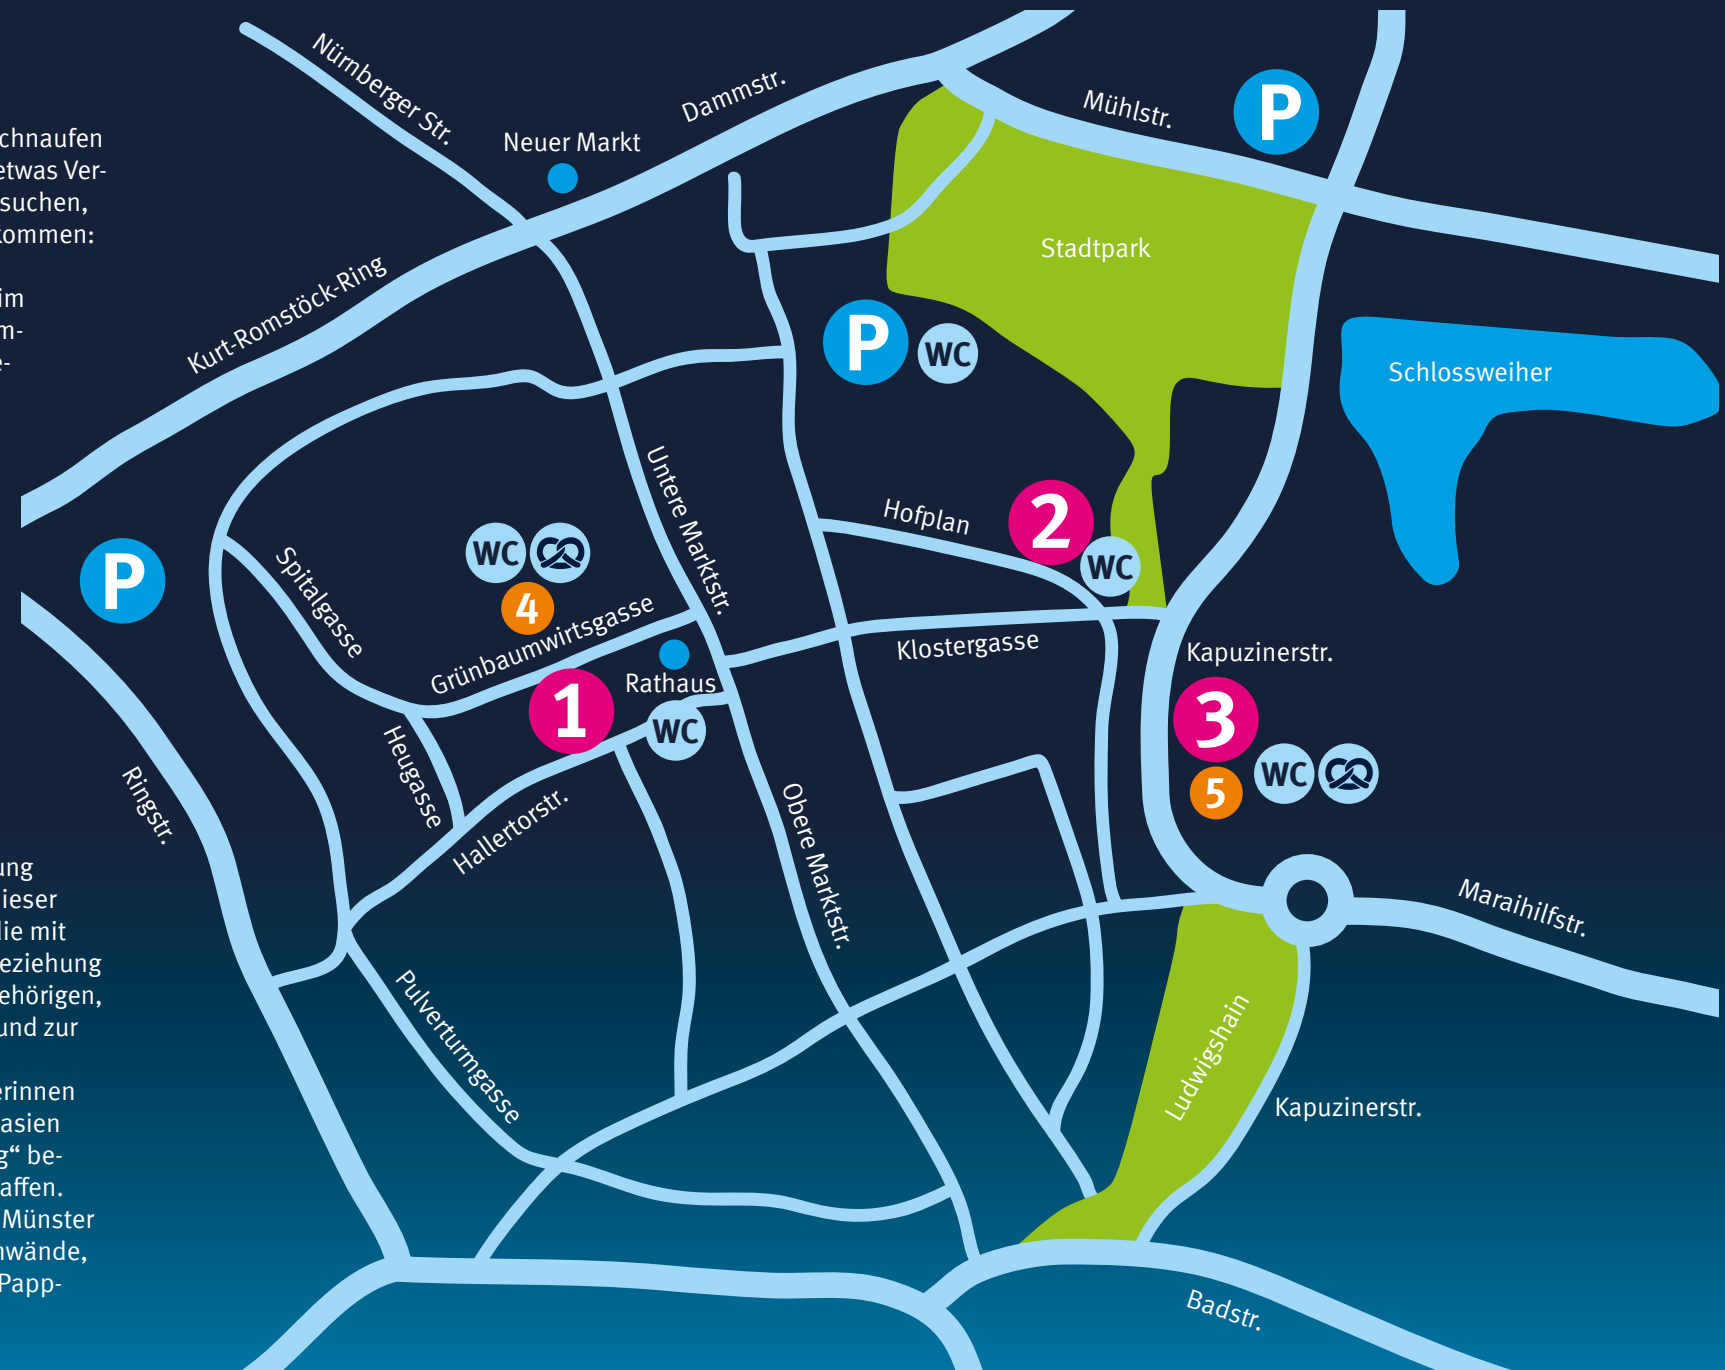 chnaufen
etwas Ver-
suchen,
kommen:
im
m-
e-
ung
ieser
die mit
eziehung
ehörigen,
und zur
erinnen
asien
g“ be-
affen.
Münster
nwände,
Papp-
Nürnberger Str.
Neuer Markt
Dammstr.
Mühlstr.
P
Kurt-Romstöck-Ring
Stadtpark
P
WC
Schlossweiher
P
Spitalgasse
WC
4
Grünbaumwirtsgasse
Untere Marktstr.
Hofplan
2
WC
Rathaus
1
WC
Klostergasse
Kapuzinerstr.
3
5
WC
Ringstr.
Heugasse
Hallertorstr.
Obere Marktstr.
Maraihilfstr.
Pulverturmgasse
Ludwigshain
Kapuzinerstr.
Badstr.